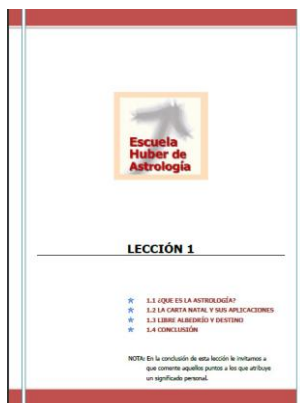 Escuela
Huber de
Astrología
LECCIÓN 1
1.1 ¿QUE ES LA ASTROLOGÍA?
1.2 LA CARTA NATAL Y SUS APLICACIONES
1.3 LIBRE ALBEDRÍO Y DESTINO
1.4 CONCLUSIÓN
NOTA: En la conclusión de esta lección le invitamos a
que comente aquellos puntos a los que atribuye
un significado personal.